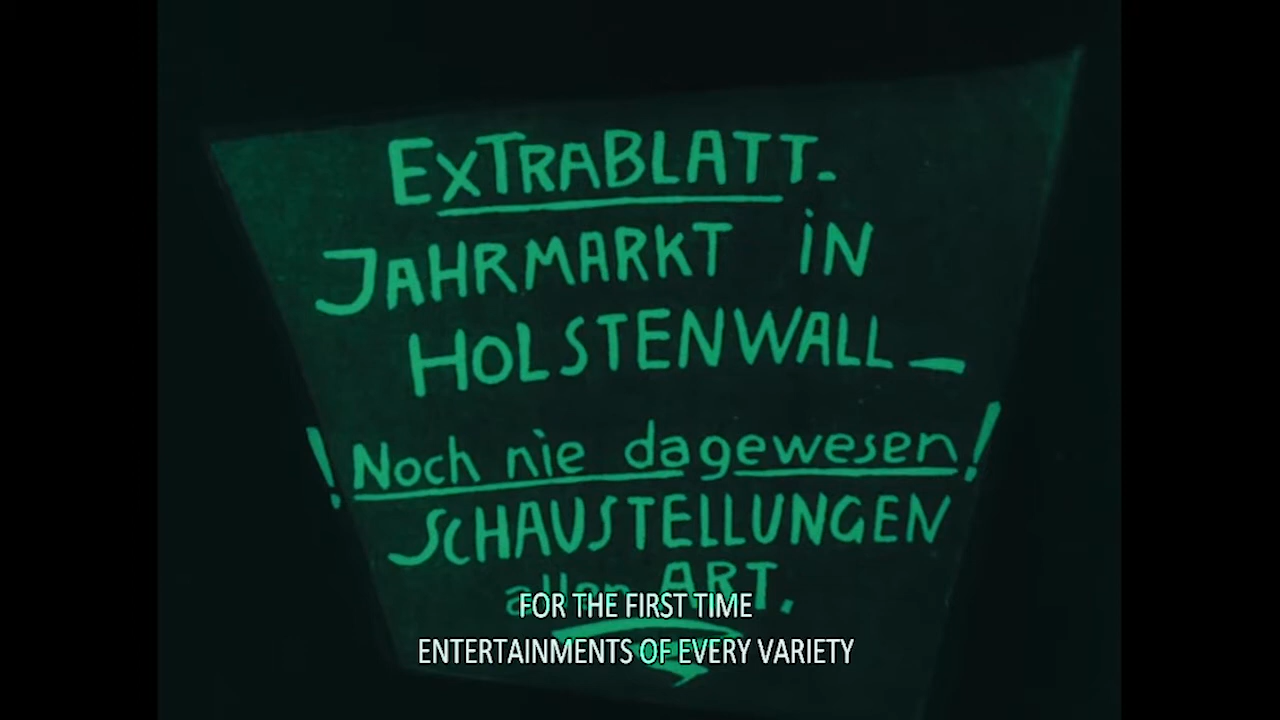 EXTRABLATT-
JAHRMARKT iN
HOLSTENWALL _
! Noch nie dagewesen !
SCHAUSTELLUNGEN
ART.
FOR THE FIRST TIME
ENTERTAINMENTS OF EVERY VARIETY